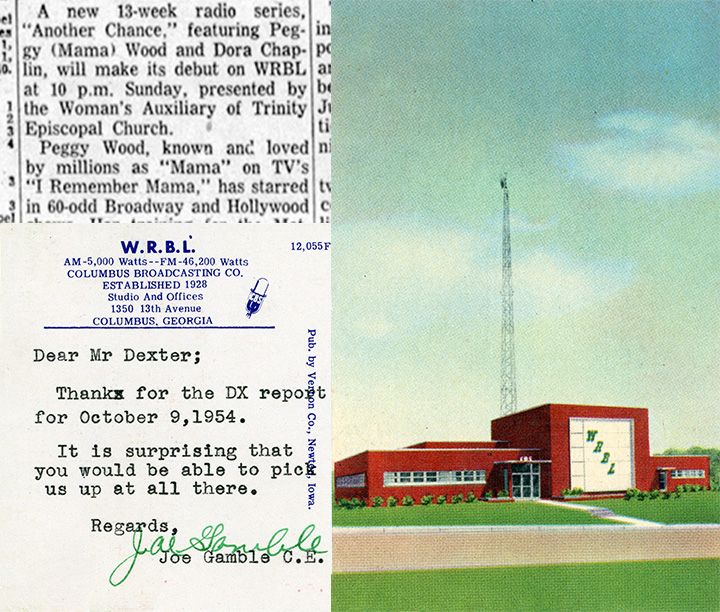 A new 13-week radio series,
"Another Chance," featuring Peg-
gy (Mama) Wood and Dora Chap-
lin, will make its debut on WRBL
at 10 p.m. Sunday, presented by
the Woman's Auxiliary of Trinity
Episcopal Church.
Peggy Wood, known and loved
by millions as "Mama" on TV's
"I Remember Mama," has starred
in 60-odd Broadway and Hollywood
W.R.B.L.
12,055F
AM-5,000 Watts--FM-46,200 Watts
COLUMBUS BROADCASTING CO.
ESTABLISHED 1928
Studio And Offices
1350 13th Avenue
COLUMBUS, GEORGIA
Dear Mr Dexter;
Thanks for the DX report
for October 9,1954.
It is surprising that
you would be able to pick
us up at all there.
Regards,
Joe Gamble
Joe Gamble C.E.
Pub. by Vernon Co., Newton, Iowa.
WRBL
CBS